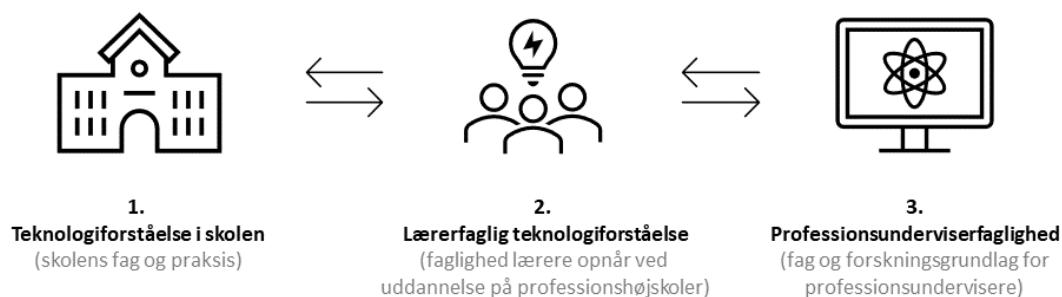 1.
Teknologiforståelse i skolen
(skolens fag og praksis)
2.
Lærerfaglig teknologiforståelse
(faglighed lærere opnår ved
uddannelse på professionshøjskoler)
3.
Professionsunderviserfaglighed
(fag og forskningsgrundlag for
professionsundervisere)